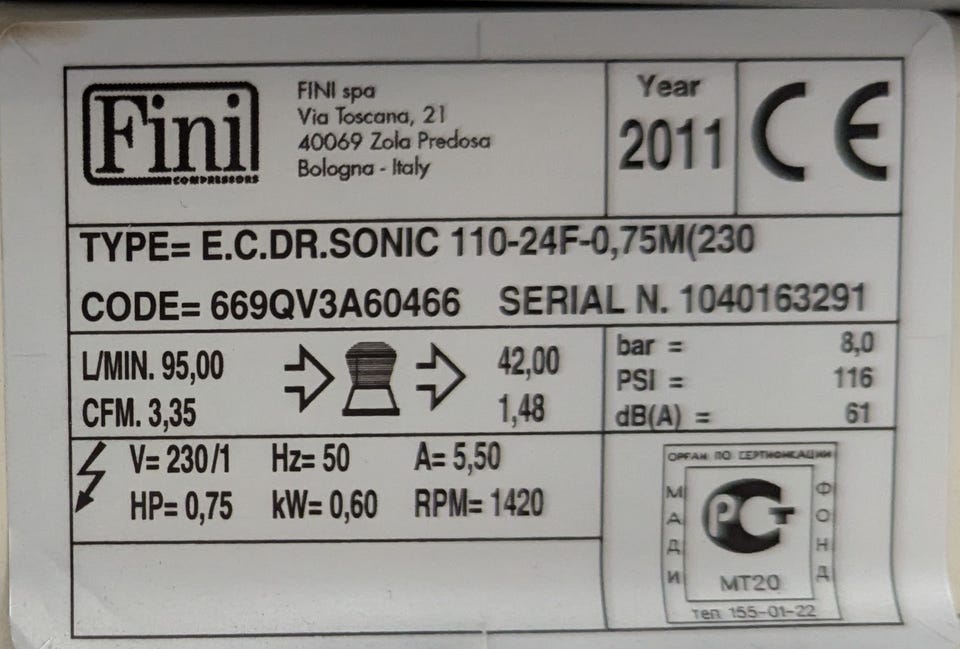 Fini
COMPRESSORS
FINI spa
Via Toscana, 21
40069 Zola Predosa
Bologna - Italy
Year
2011
CE
TYPE= E.C.DR.SONIC 110-24F-0,75M(230
CODE= 669QV3A60466 SERIAL N. 1040163291
L/MIN. 95,00 42,00
CFM. 3,35 1,48
bar = 8,0
PSI = 116
dB(A) = 61
V= 230/1 Hz= 50 A= 5,50
HP= 0,75 kW= 0,60 RPM= 1420
ОРГАН ПО СЕРТИФИКАЦИИ
МАДИ
РСТ
ФОНД
МТ20
тел. 155-01-22